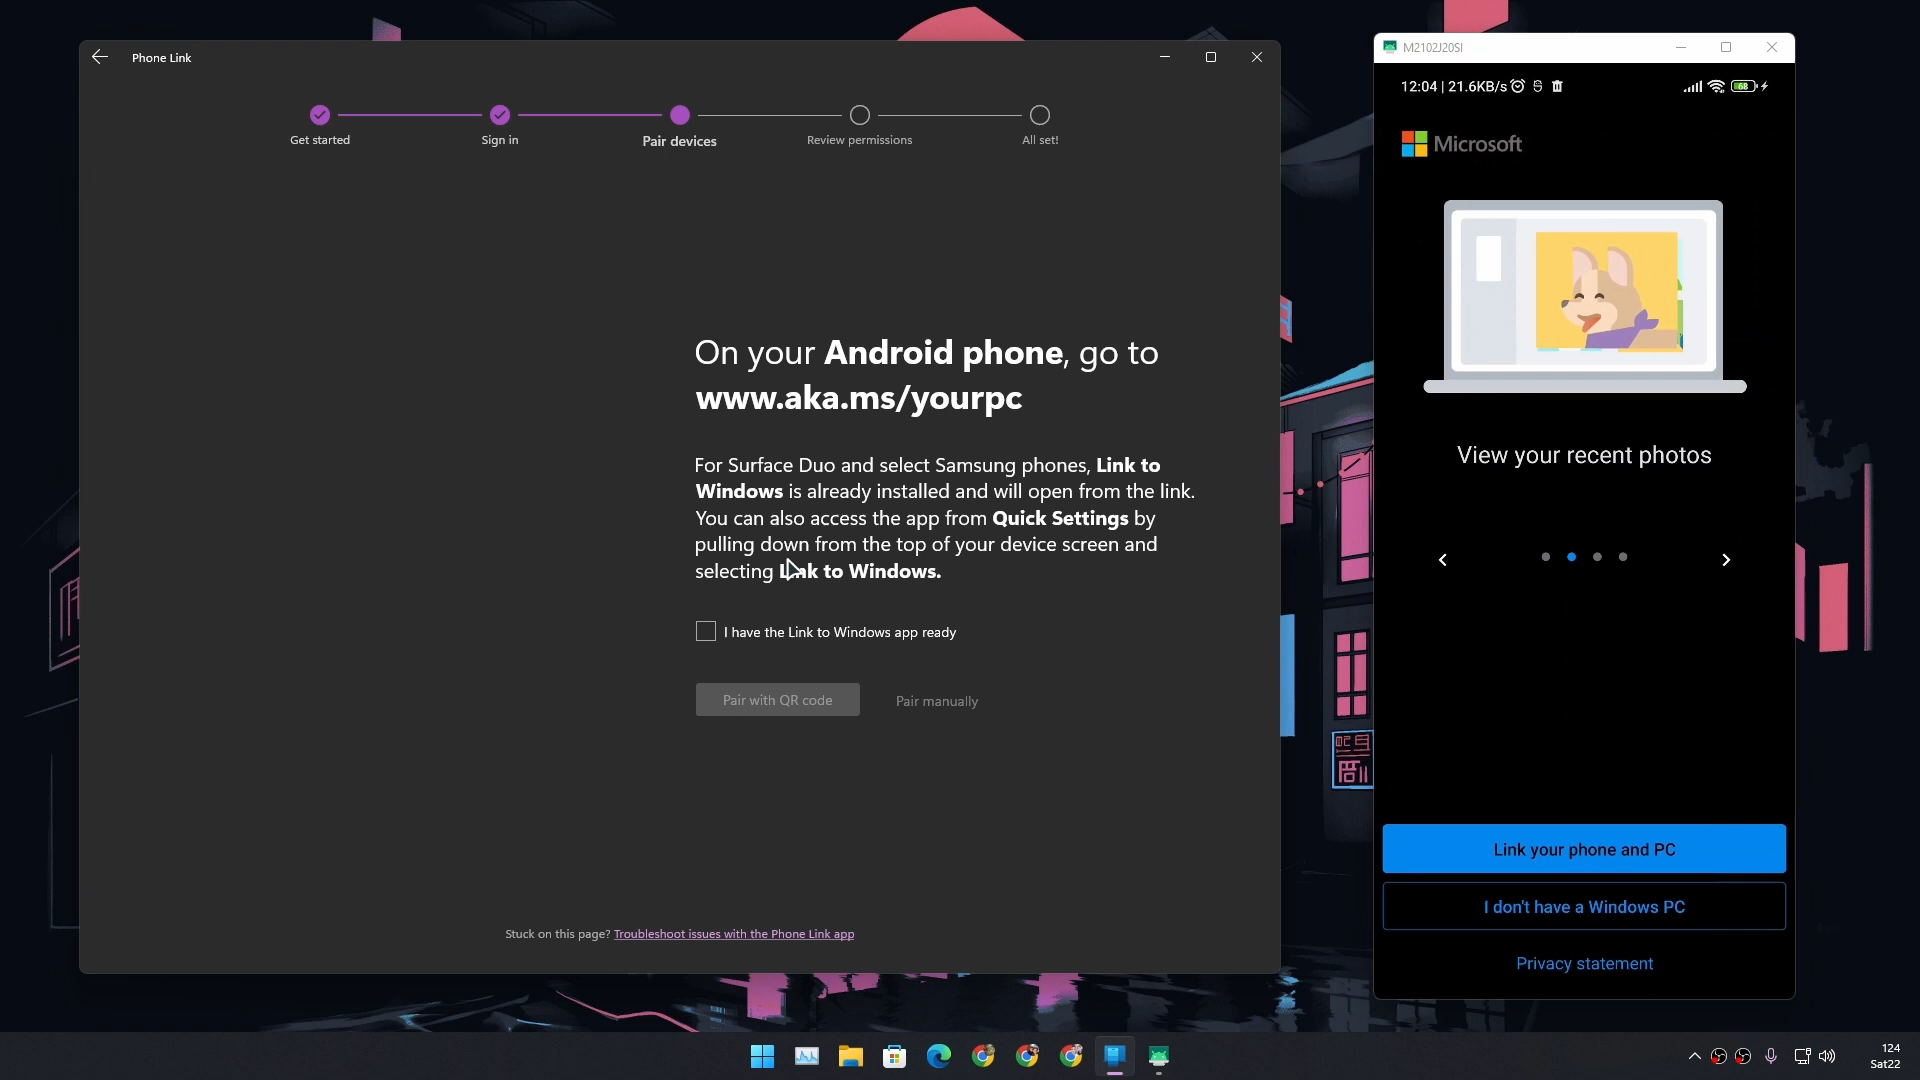 Phone Link
Get started
Sign in
Pair devices
Review permissions
All set!
On your Android phone, go to
www.aka.ms/yourpc
For Surface Duo and select Samsung phones, Link to
Windows is already installed and will open from the link.
You can also access the app from Quick Settings by
pulling down from the top of your device screen and
selecting Link to Windows.
I have the Link to Windows app ready
Pair with QR code
Pair manually
Stuck on this page? Troubleshoot issues with the Phone Link app
M2102J20SI
12:04 | 21.6KB/s
68
Microsoft
View your recent photos
Link your phone and PC
I don't have a Windows PC
Privacy statement
124
Sat22